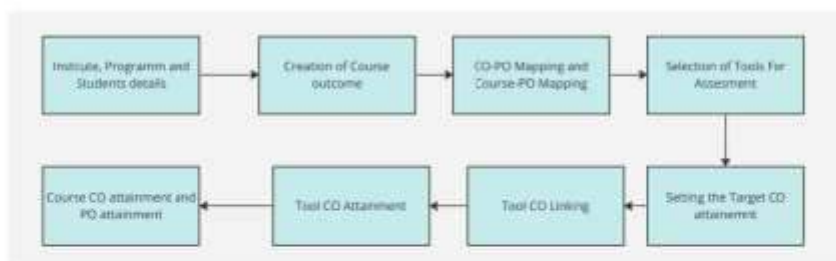 Institute, Programm and
Students details
Creation of Course
outcome
CO-PO Mapping and
Course-PO Mapping
Selection of Tools For
Assesment
Setting the Target CO
attainemnt
Tool CO Linking
Tool CO Attainment
Course CO attainment and
PO attainment